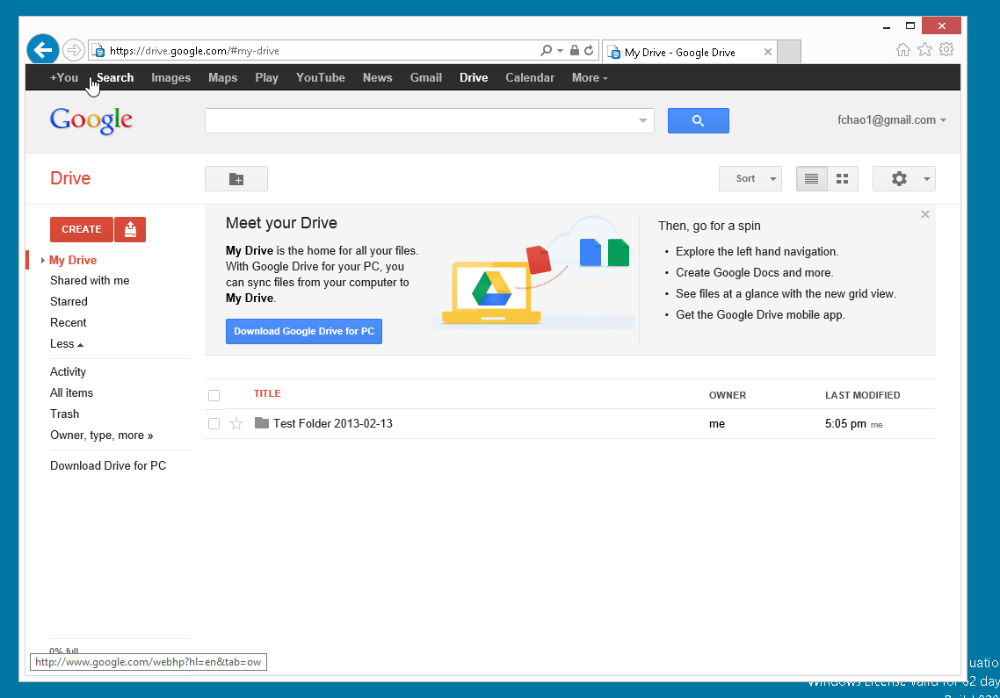 https://drive.google.com/#my-drive
My Drive - Google Drive
+You Search Images Maps Play YouTube News Gmail Drive Calendar More
Google
fchao1@gmail.com
Drive
Sort
CREATE
My Drive
Shared with me
Starred
Recent
Less
Activity
All items
Trash
Owner, type, more »
Download Drive for PC
Meet your Drive
My Drive is the home for all your files.
With Google Drive for your PC, you
can sync files from your computer to
My Drive.
Download Google Drive for PC
Then, go for a spin
• Explore the left hand navigation.
• Create Google Docs and more.
• See files at a glance with the new grid view.
• Get the Google Drive mobile app.
TITLE OWNER LAST MODIFIED
Test Folder 2013-02-13 me 5:05 pm me
0% full
http://www.google.com/webhp?hl=en&tab=ow
uatio
Windows License valid for 62 day